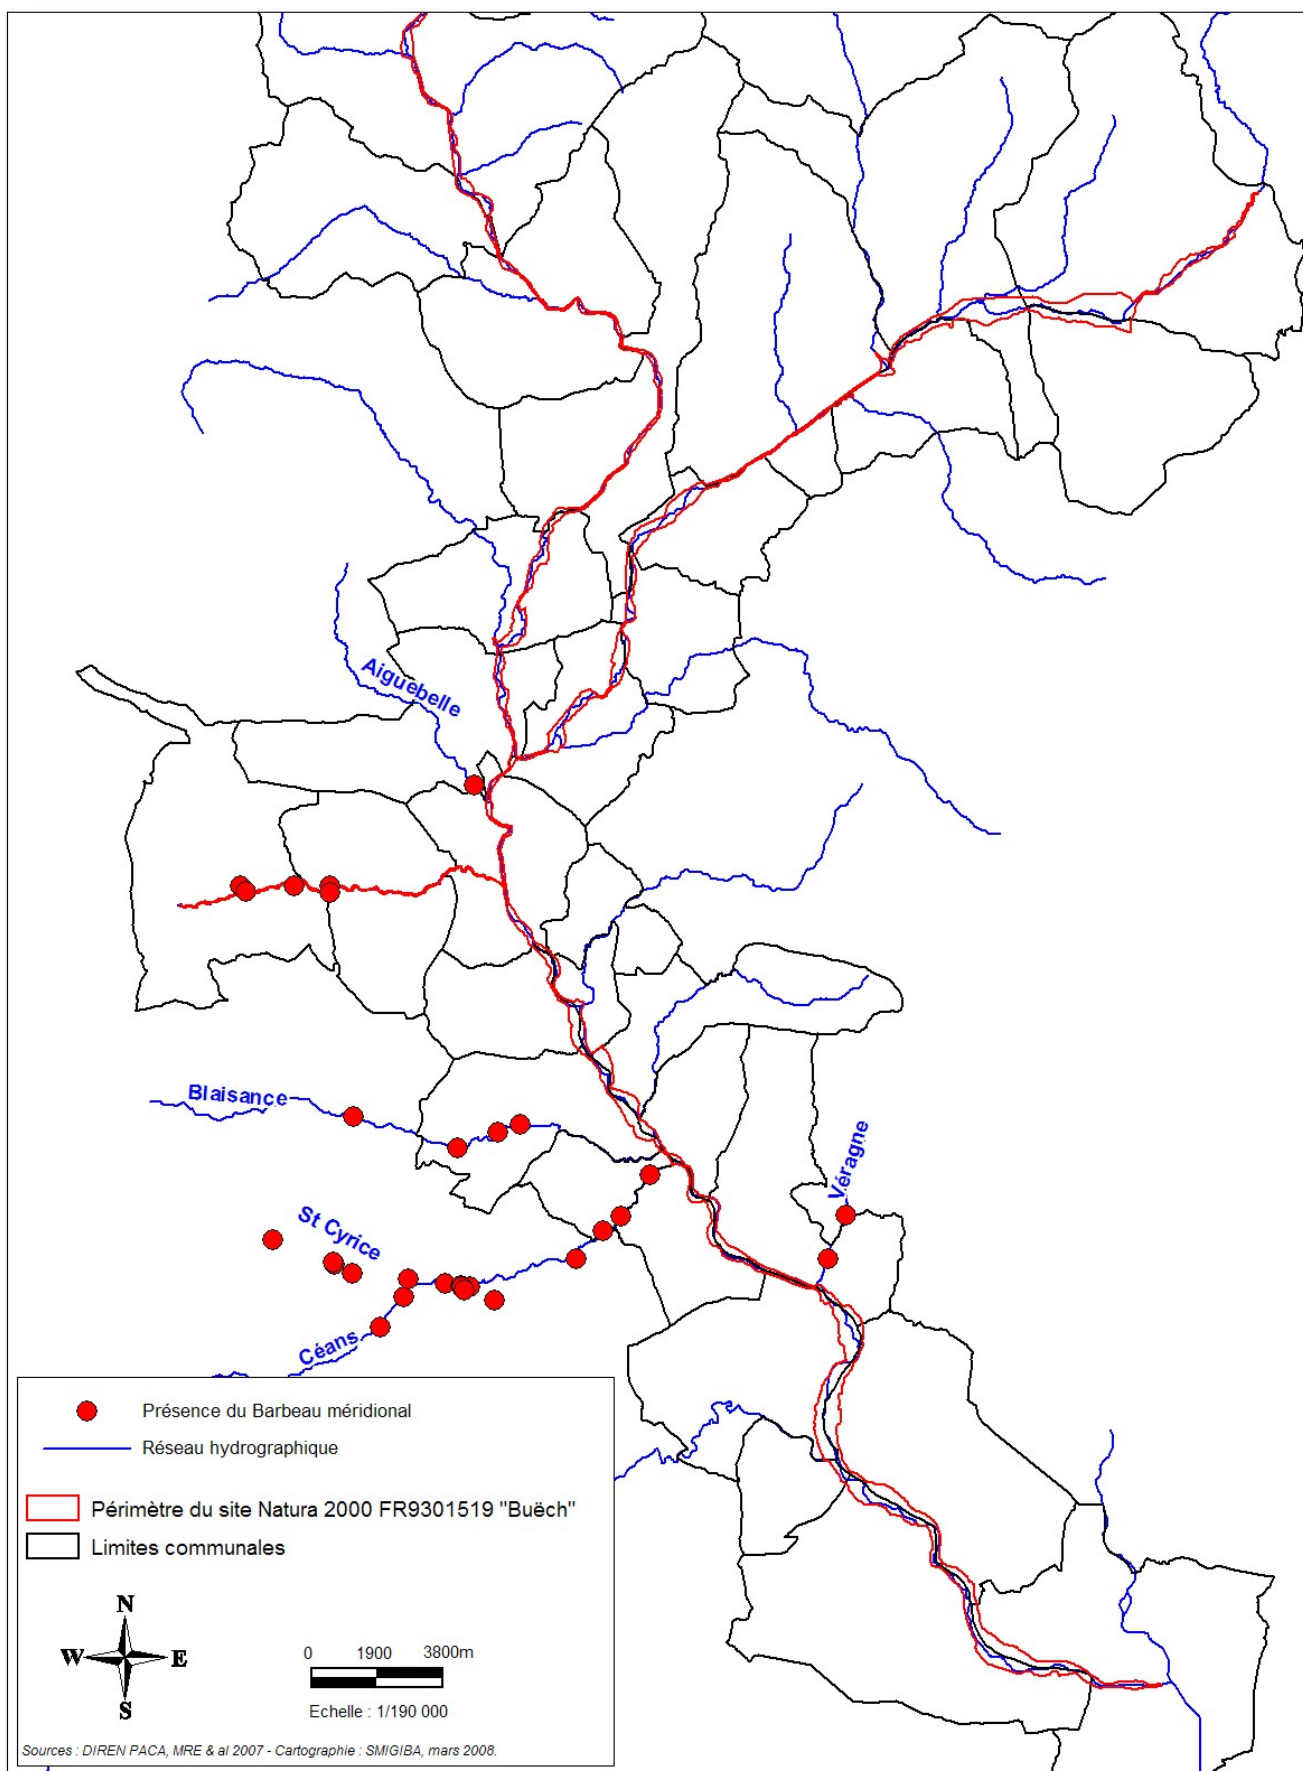 Aiguebelle
Blaisance
Véragne
St Cyrice
Céans
Présence du Barbeau méridional
Réseau hydrographique
Périmètre du site Natura 2000 FR9301519 "Buëch"
Limites communales
N
W E
S
0 1900 3800m
Echelle : 1/190 000
Sources : DIREN PACA, MRE & al 2007 - Cartographie : SMIGIBA, mars 2008.